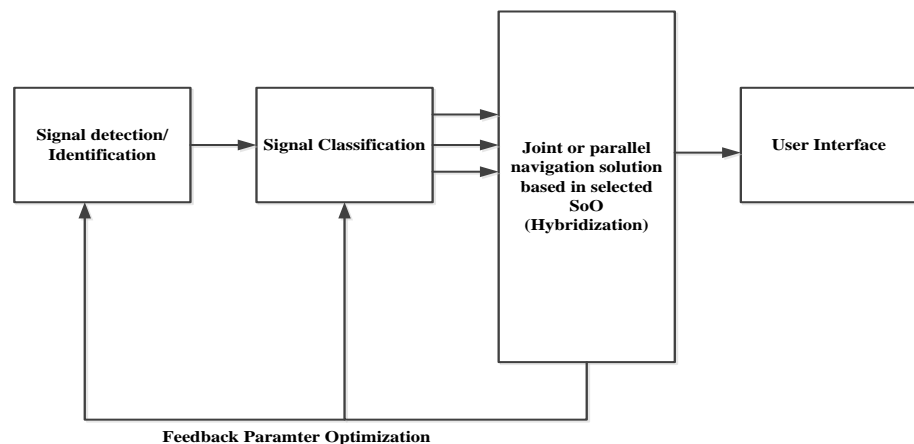 Signal detection/
Identification
Signal Classification
Joint or parallel
navigation solution
based in selected
SoO
(Hybridization)
User Interface
Feedback Paramter Optimization